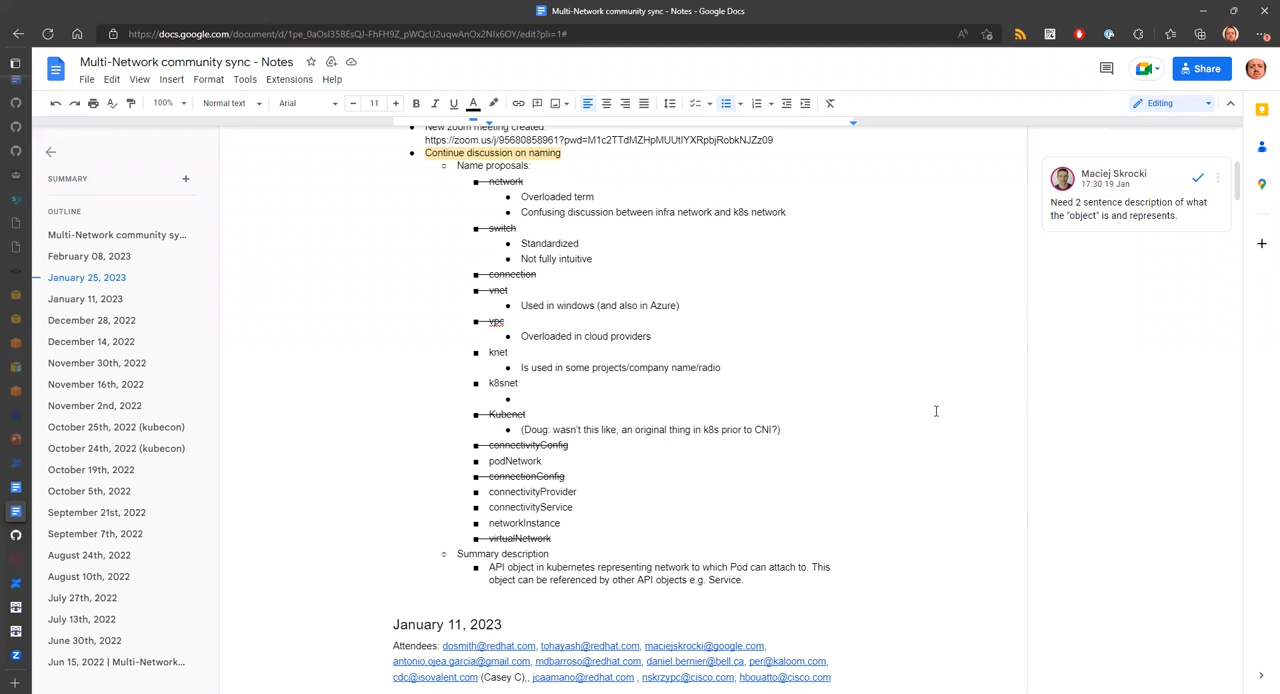 Multi-Network community sync - Notes - Google Docs
https://docs.google.com/document/d/1pe_0aOsI35BEsQJ-FhFH9Z_pWQcU2uqwAnOx2NIx6OY/edit?pli=1#
Multi-Network community sync - Notes
File Edit View Insert Format Tools Extensions Help
Share
100% Normal text Arial 11 Editing
SUMMARY
OUTLINE
Multi-Network community sy...
February 08, 2023
January 25, 2023
January 11, 2023
December 28, 2022
December 14, 2022
November 30th, 2022
November 16th, 2022
November 2nd, 2022
October 25th, 2022 (kubecon)
October 24th, 2022 (kubecon)
October 19th, 2022
October 5th, 2022
September 21st, 2022
September 7th, 2022
August 24th, 2022
August 10th, 2022
July 27th, 2022
July 13th, 2022
June 30th, 2022
Jun 15, 2022 | Multi-Network...
New zoom meeting created:
https://zoom.us/j/95680858961?pwd=M1c2TTdMZHpMUUtIYXRpbjRobkNJZz09
Continue discussion on naming
Name proposals:
network
Overloaded term
Confusing discussion between infra network and k8s network
switch
Standardized
Not fully intuitive
connection
vnet
Used in windows (and also in Azure)
vpc
Overloaded in cloud providers
knet
Is used in some projects/company name/radio
k8snet
Kubenet
(Doug: wasn't this like, an original thing in k8s prior to CNI?)
connectivityConfig
podNetwork
connectionConfig
connectivityProvider
connectivityService
networkInstance
virtualNetwork
Summary description
API object in kubernetes representing network to which Pod can attach to. This
object can be referenced by other API objects e.g. Service.
January 11, 2023
Attendees: dosmith@redhat.com, tohayash@redhat.com, maciejskrocki@google.com,
antonio.ojea.garcia@gmail.com, mdbarroso@redhat.com, daniel.bernier@bell.ca, per@kaloom.com,
cdc@isovalent.com (Casey C),, jcaamano@redhat.com , nskrzypc@cisco.com, hbouatto@cisco.com
Maciej Skrocki
17:30 19 Jan
Need 2 sentence description of what
the "object" is and represents.